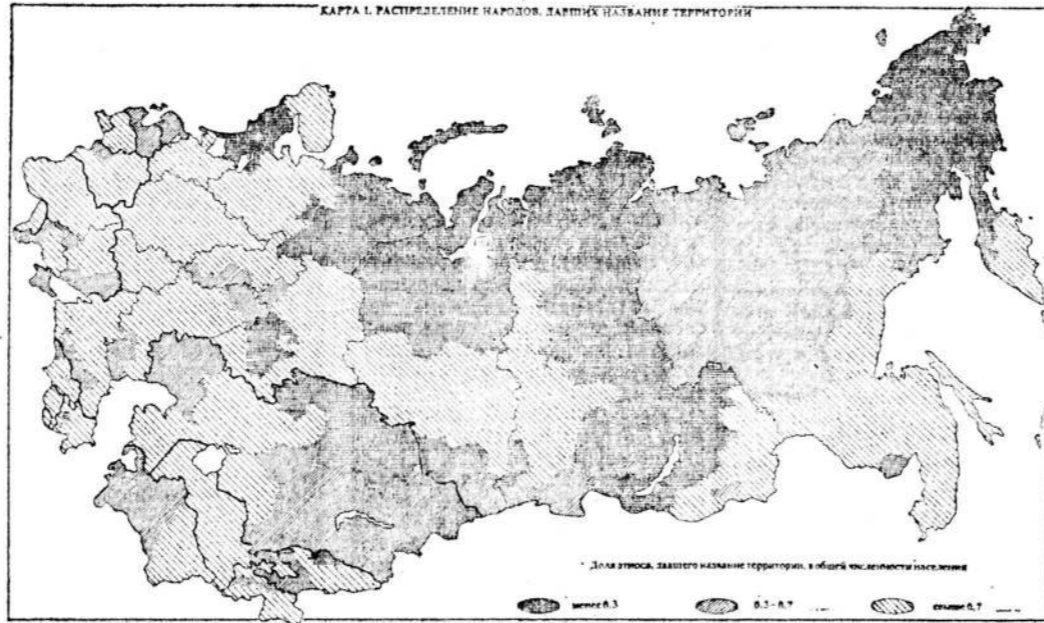 КАРТА 1. РАСПРЕДЕЛЕНИЕ НАРОДОВ, ДАВШИХ НАЗВАНИЕ ТЕРРИТОРИИ
Доля этноса, давшего название территории, в общей численности населения
менее 0,3
0,3 - 0,7
свыше 0,7